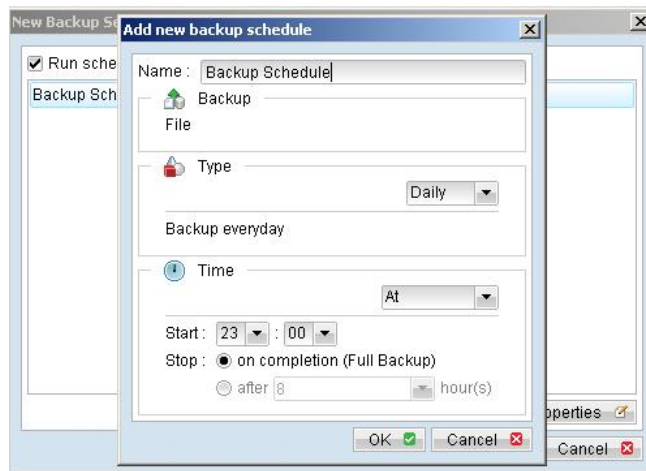 New Backup Se
Add new backup schedule
Run sche
Backup Sch
Name : Backup Schedule
Backup
File
Type
Daily
Backup everyday
Time
At
Start : 23 : 00
Stop : on completion (Full Backup)
after 8 hour(s)
OK Cancel
operties
Cancel